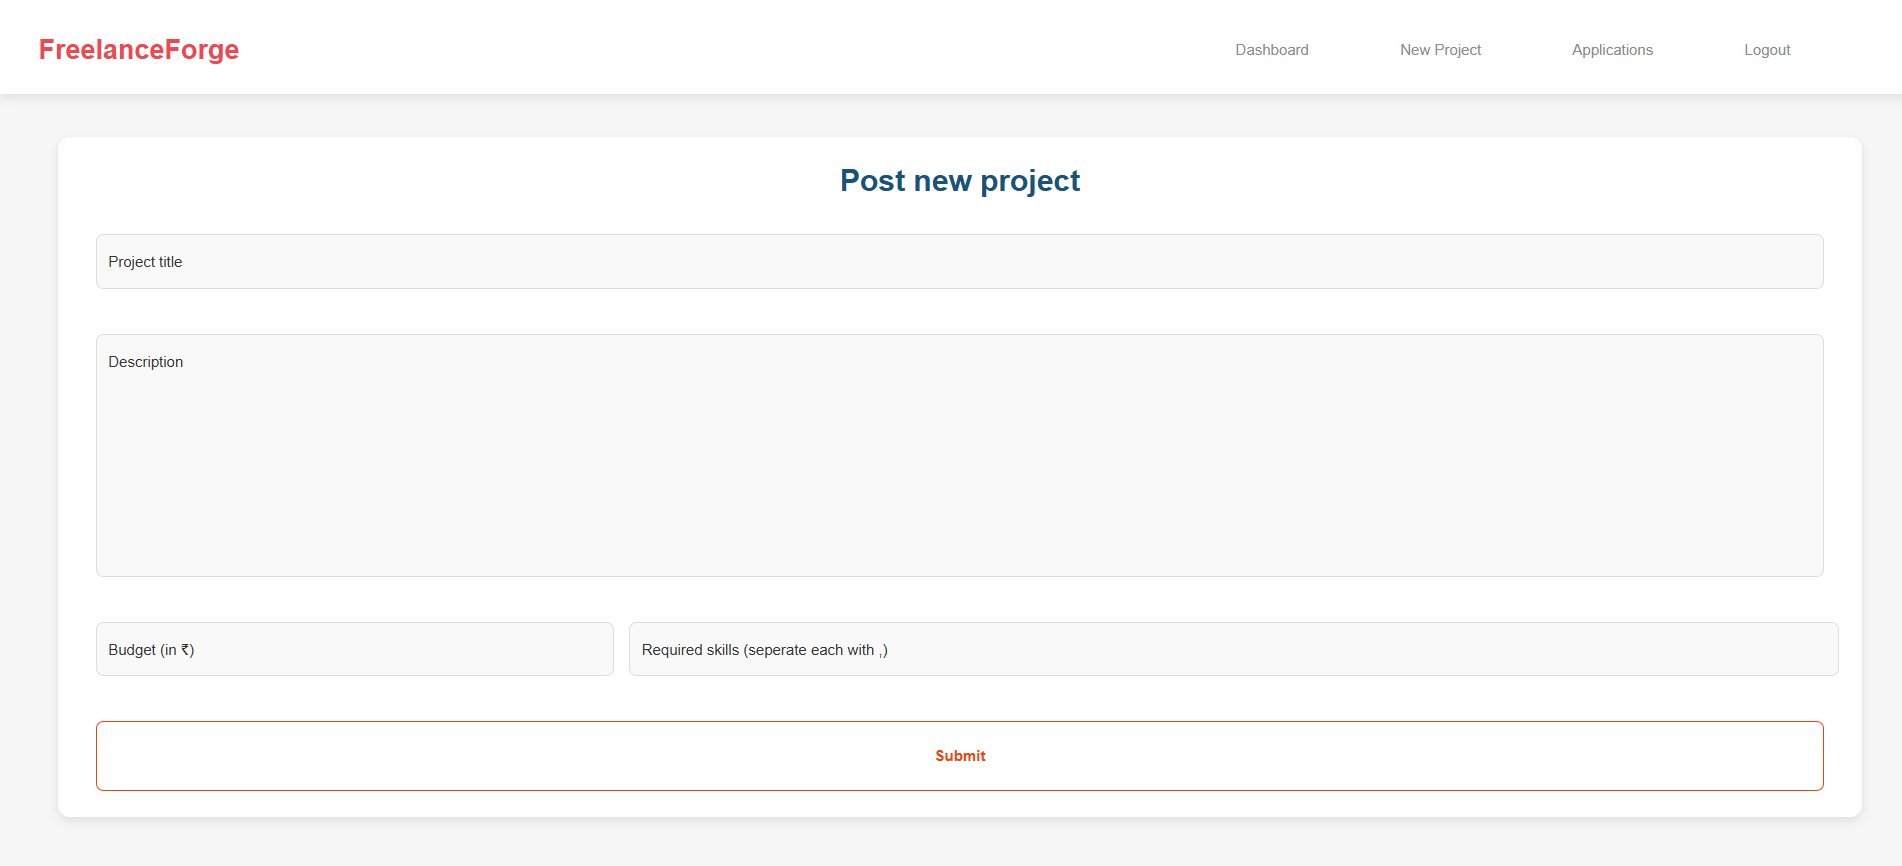 FreelanceForge Dashboard New Project Applications Logout
Post new project
Project title
Description
Budget (in ₹) Required skills (seperate each with ,)
Submit